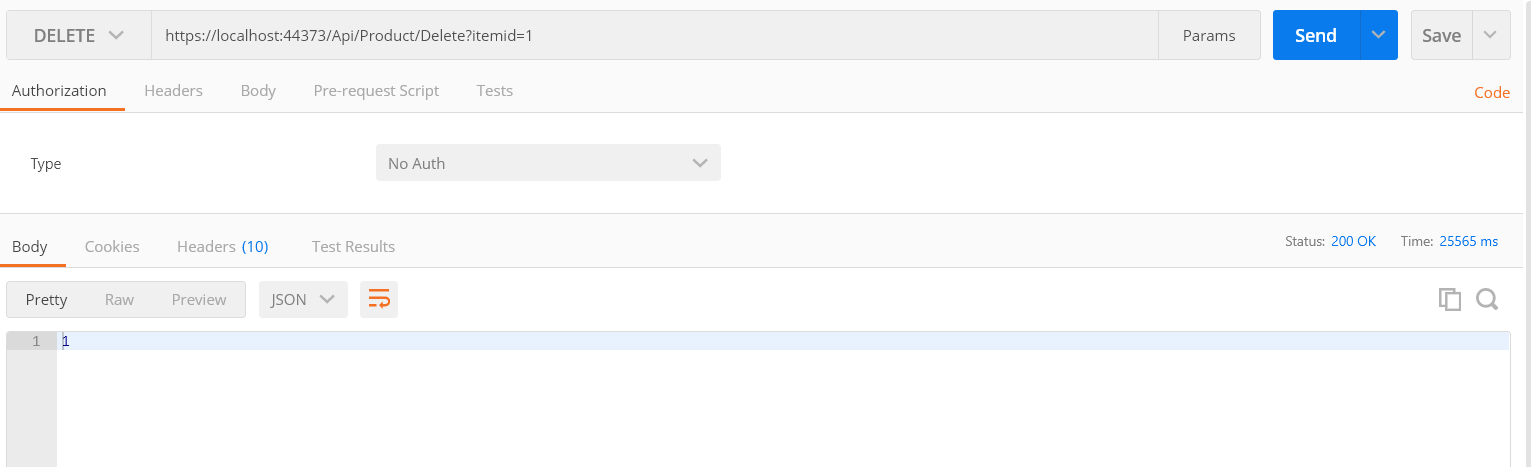 DELETE https://localhost:44373/Api/Product/Delete?itemid=1 Params Send Save
Authorization Headers Body Pre-request Script Tests Code
Type No Auth
Body Cookies Headers (10) Test Results Status: 200 OK Time: 25565 ms
Pretty Raw Preview JSON
1 1